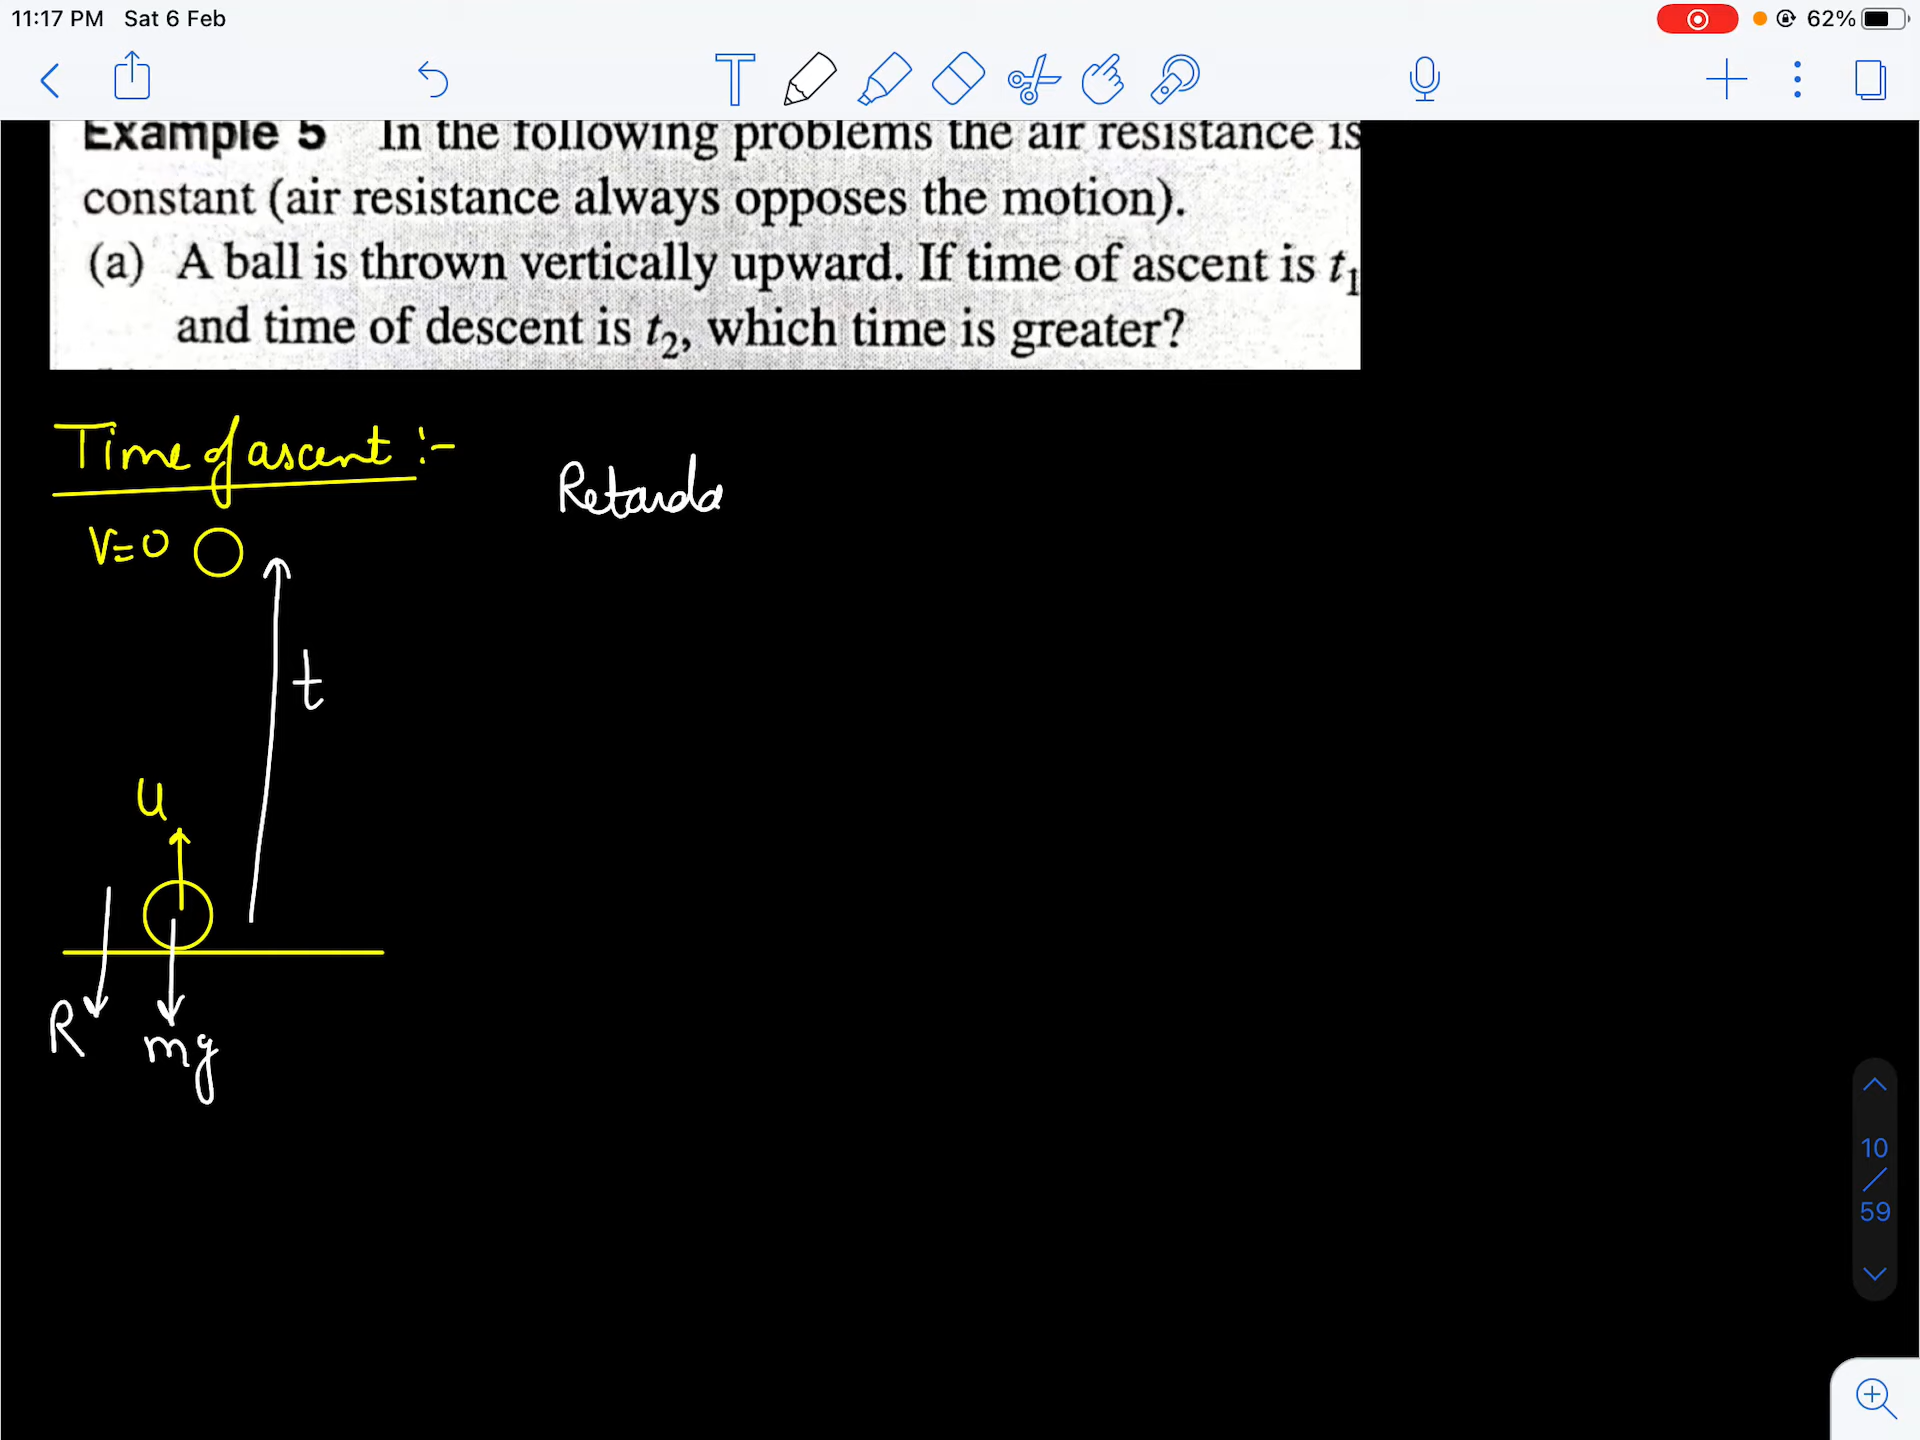 11:17 PM Sat 6 Feb
62%
T
Example 5 In the following problems the air resistance is
constant (air resistance always opposes the motion).
(a) A ball is thrown vertically upward. If time of ascent is t₁
and time of descent is t₂, which time is greater?
Time of ascent :-
Retarda
V=0
t
u
R
mg
10
/
59